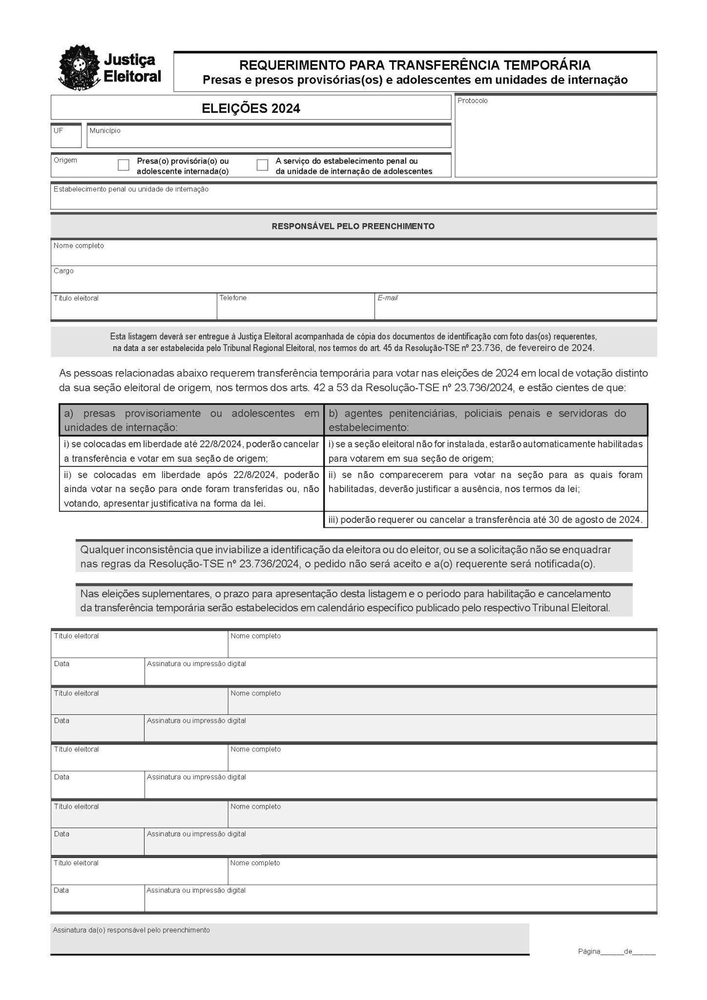 Justiça
Eleitoral
REQUERIMENTO PARA TRANSFERÊNCIA TEMPORÁRIA
Presas e presos provisórias(os) e adolescentes em unidades de internação
ELEIÇÕES 2024
Protocolo
UF
Município
Origem
Presa(o) provisória(o) ou
adolescente internada(o)
A serviço do estabelecimento penal ou
da unidade de internação de adolescentes
Estabelecimento penal ou unidade de internação
RESPONSÁVEL PELO PREENCHIMENTO
Nome completo
Cargo
Título eleitoral
Telefone
E-mail
Esta listagem deverá ser entregue à Justiça Eleitoral acompanhada de cópia dos documentos de identificação com foto das(os) requerentes,
na data a ser estabelecida pelo Tribunal Regional Eleitoral, nos termos do art. 45 da Resolução-TSE nº 23.736, de fevereiro de 2024.
As pessoas relacionadas abaixo requerem transferência temporária para votar nas eleições de 2024 em local de votação distinto
da sua seção eleitoral de origem, nos termos dos arts. 42 a 53 da Resolução-TSE nº 23.736/2024, e estão cientes de que:
a) presas provisoriamente ou adolescentes em
unidades de internação:
b) agentes penitenciárias, policiais penais e servidoras do
estabelecimento:
i) se colocadas em liberdade até 22/8/2024, poderão cancelar
a transferência e votar em sua seção de origem;
i) se a seção eleitoral não for instalada, estarão automaticamente habilitadas
para votarem em sua seção de origem;
ii) se colocadas em liberdade após 22/8/2024, poderão
ainda votar na seção para onde foram transferidas ou, não
votando, apresentar justificativa na forma da lei.
ii) se não comparecerem para votar na seção para as quais foram
habilitadas, deverão justificar a ausência, nos termos da lei;
iii) poderão requerer ou cancelar a transferência até 30 de agosto de 2024.
Qualquer inconsistência que inviabilize a identificação da eleitora ou do eleitor, ou se a solicitação não se enquadrar
nas regras da Resolução-TSE nº 23.736/2024, o pedido não será aceito e a(o) requerente será notificada(o).
Nas eleições suplementares, o prazo para apresentação desta listagem e o período para habilitação e cancelamento
da transferência temporária serão estabelecidos em calendário específico publicado pelo respectivo Tribunal Eleitoral.
Título eleitoral
Nome completo
Data
Assinatura ou impressão digital
Título eleitoral
Nome completo
Data
Assinatura ou impressão digital
Título eleitoral
Nome completo
Data
Assinatura ou impressão digital
Título eleitoral
Nome completo
Data
Assinatura ou impressão digital
Título eleitoral
Nome completo
Data
Assinatura ou impressão digital
Assinatura da(o) responsável pelo preenchimento
Página______de______